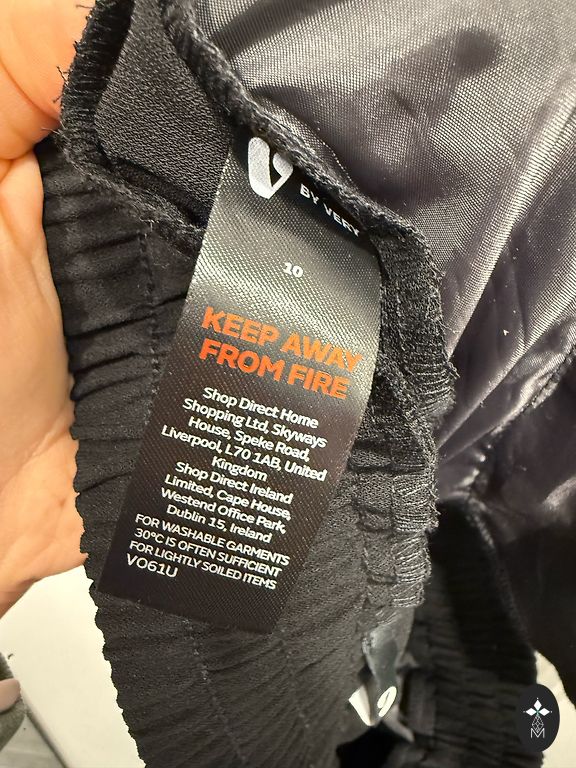 V
BY VERY
10
KEEP AWAY
FROM FIRE
Shop Direct Home
Shopping Ltd, Skyways
House, Speke Road,
Liverpool, L70 1AB, United
Kingdom
Shop Direct Ireland
Limited, Cape House,
Westend Office Park,
Dublin 15, Ireland
FOR WASHABLE GARMENTS
30°C IS OFTEN SUFFICIENT
FOR LIGHTLY SOILED ITEMS
VO61U
V
M